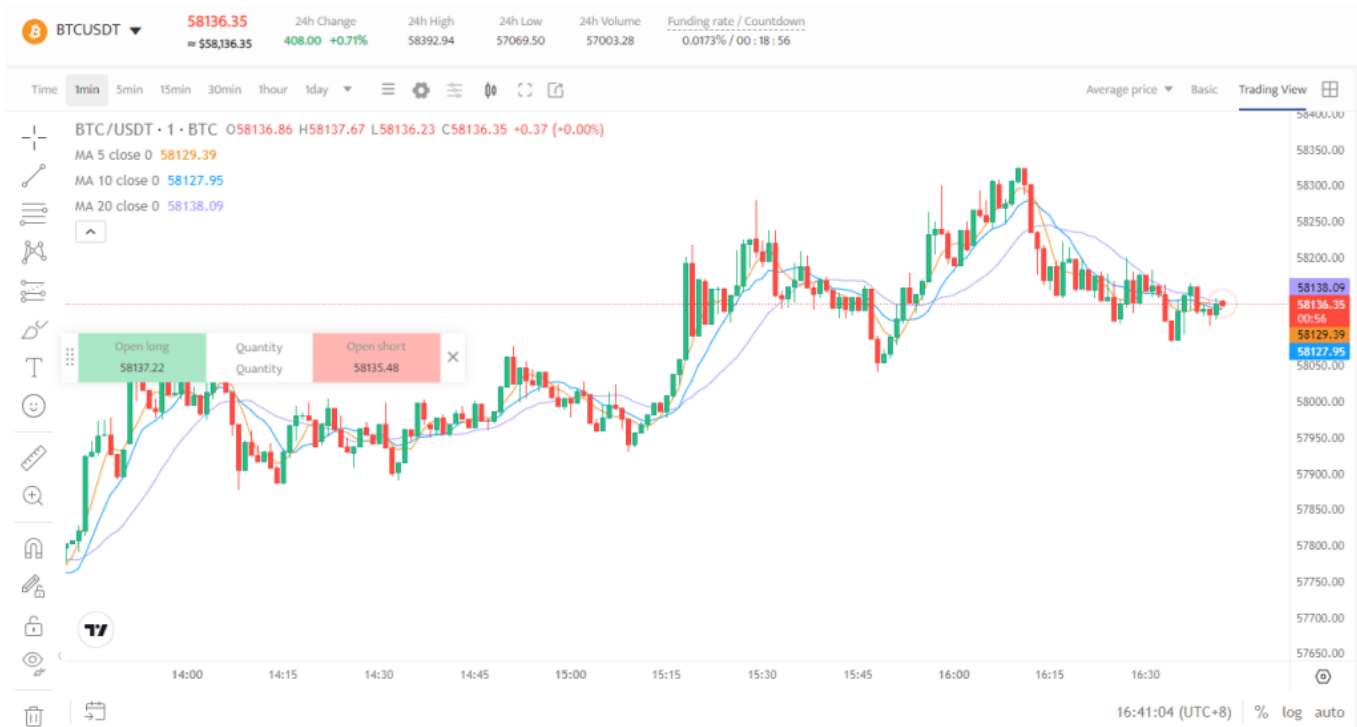 BTCUSDT 58136.35 24h Change 24h High 24h Low 24h Volume Funding rate / Countdown
≈ $58,136.35 408.00 +0.71% 58392.94 57069.50 57003.28 0.0173% / 00 : 18 : 56
Time 1min 5min 15min 30min 1hour 1day Average price Basic Trading View
BTC/USDT · 1 · BTC O58136.86 H58137.67 L58136.23 C58136.35 +0.37 (+0.00%)
MA 5 close 0 58129.39
MA 10 close 0 58127.95
MA 20 close 0 58138.09
58400.00
58350.00
58300.00
58250.00
58200.00
58138.09
58136.35
00:56
58129.39
58127.95
58050.00
58000.00
57950.00
57900.00
57850.00
57800.00
57750.00
57700.00
57650.00
Open long Quantity Open short
58137.22 Quantity 58135.48
14:00 14:15 14:30 14:45 15:00 15:15 15:30 15:45 16:00 16:15 16:30
16:41:04 (UTC+8) % log auto